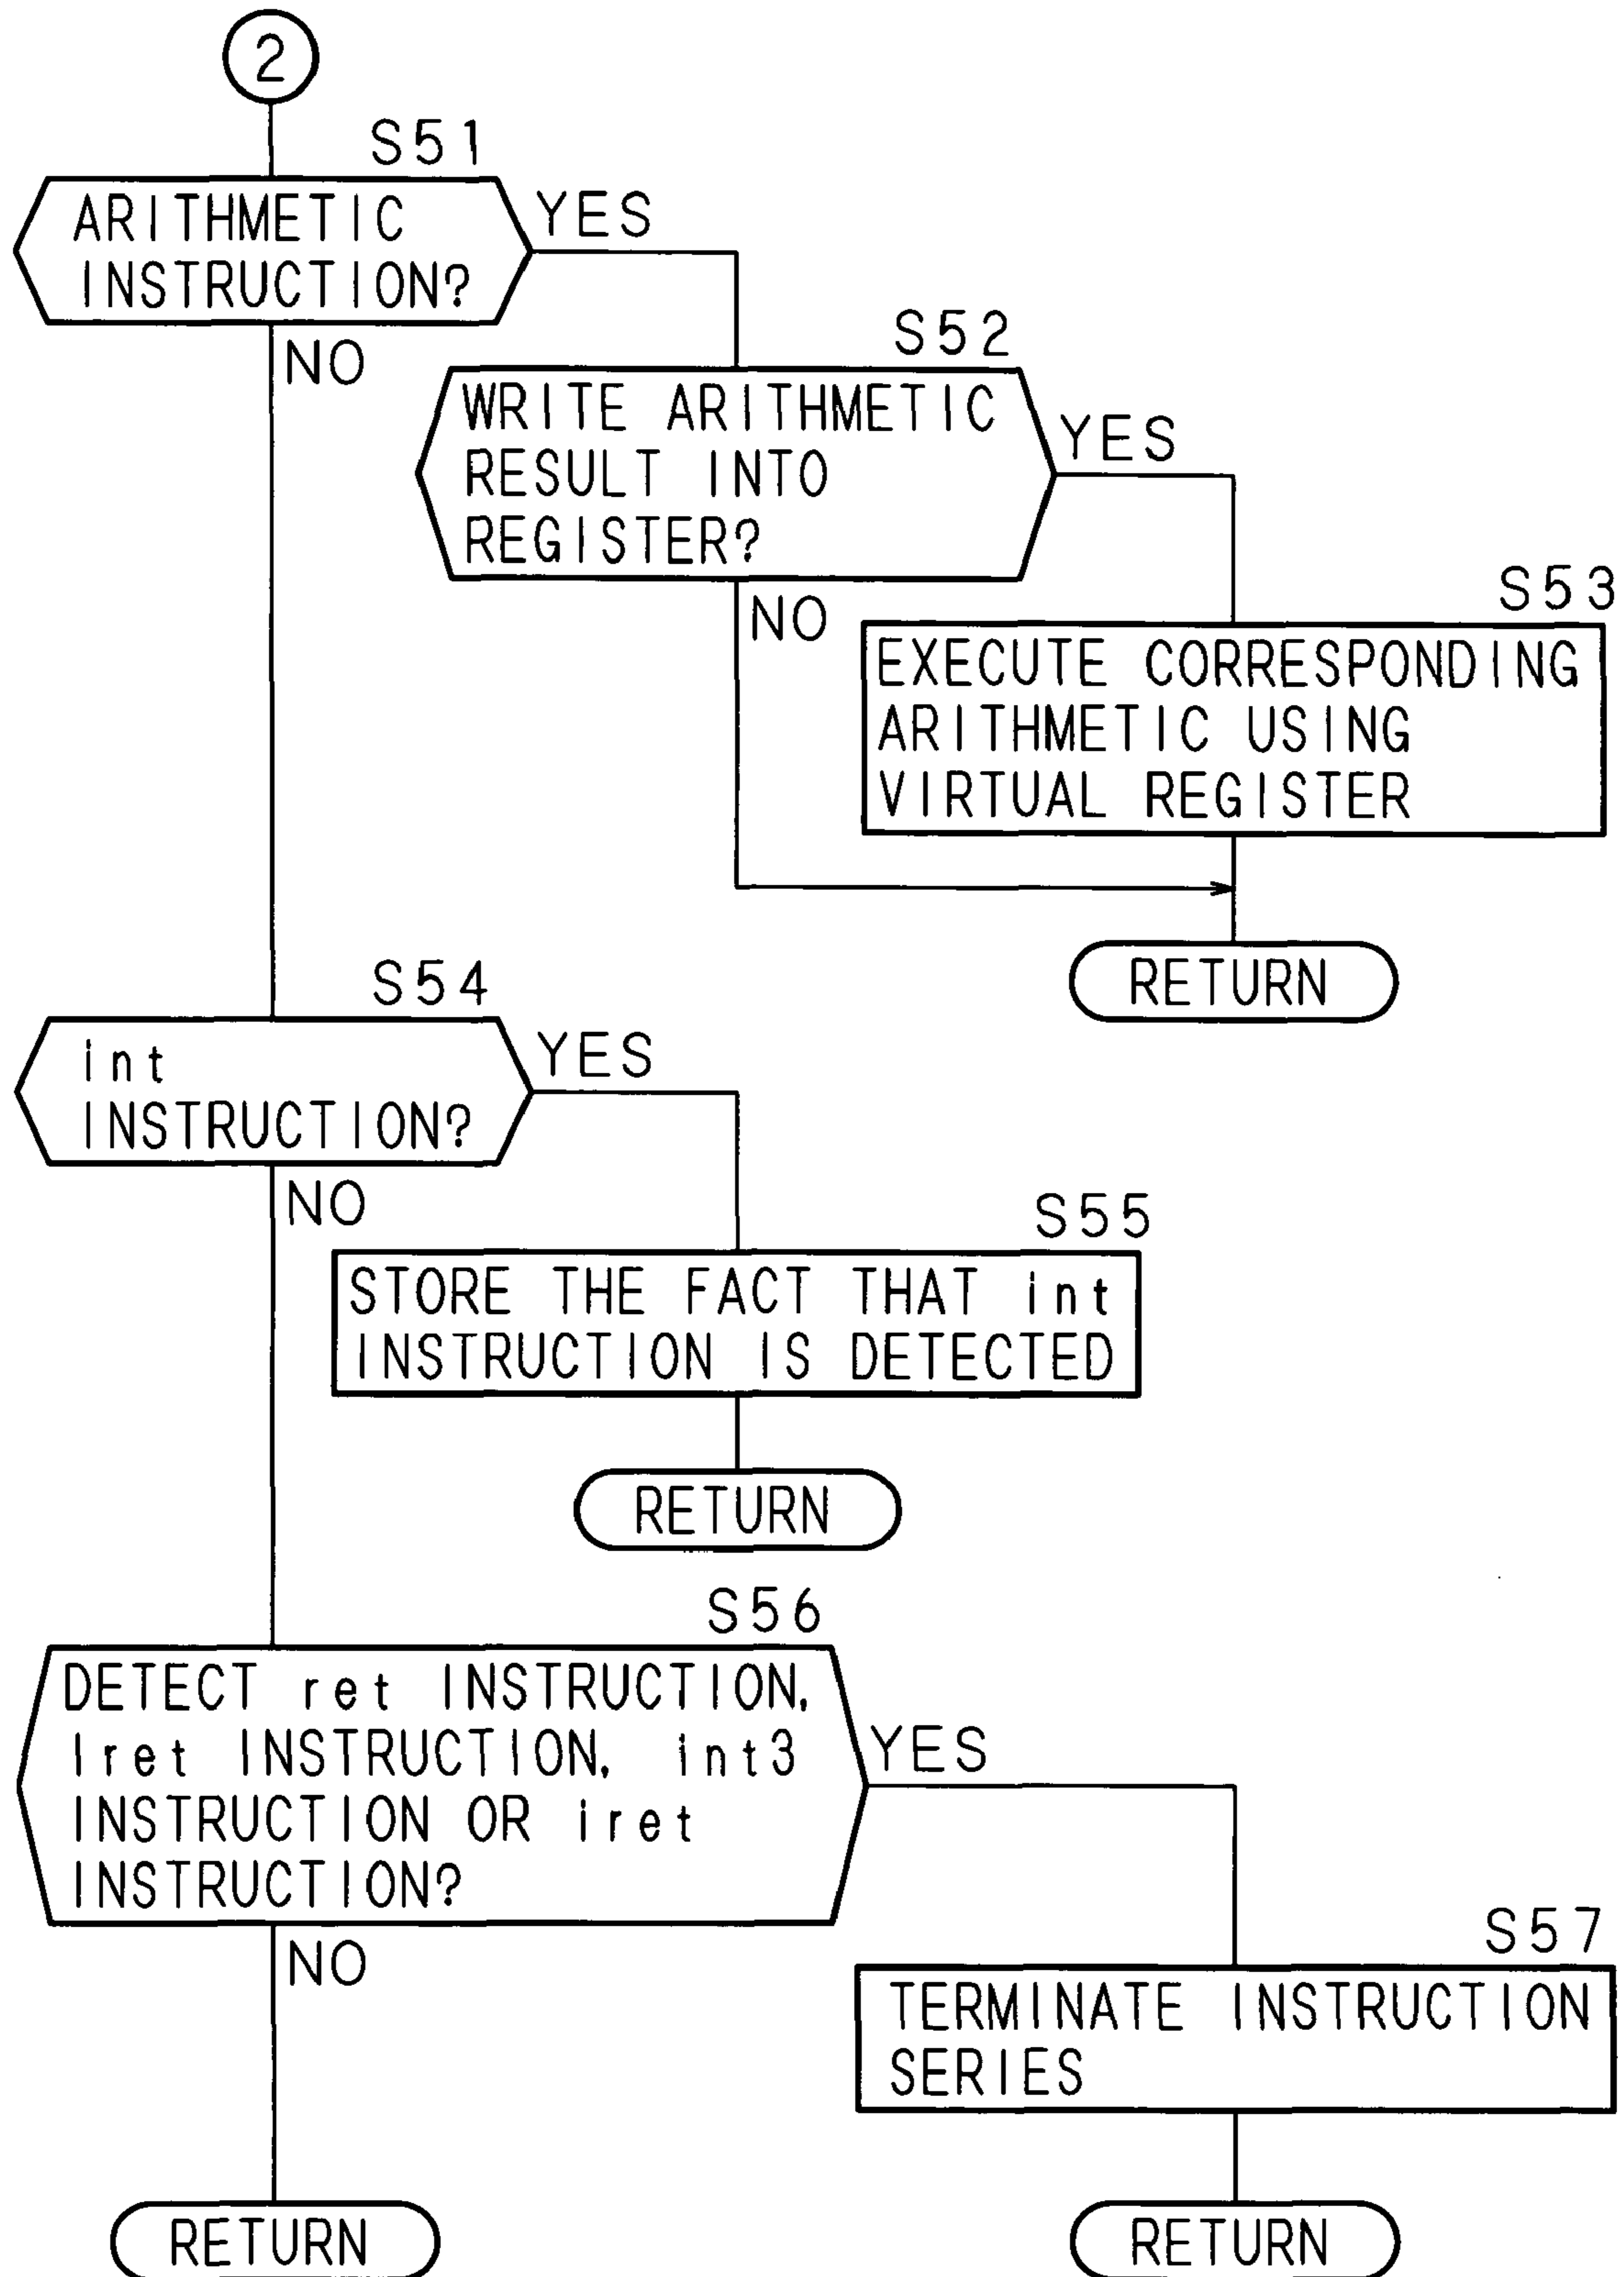 2
S51
ARITHMETIC
INSTRUCTION?
YES
NO
S52
WRITE ARITHMETIC
RESULT INTO
REGISTER?
YES
NO
S53
EXECUTE CORRESPONDING
ARITHMETIC USING
VIRTUAL REGISTER
RETURN
S54
int
INSTRUCTION?
YES
NO
S55
STORE THE FACT THAT int
INSTRUCTION IS DETECTED
RETURN
S56
DETECT ret INSTRUCTION,
lret INSTRUCTION, int3
INSTRUCTION OR iret
INSTRUCTION?
YES
NO
S57
TERMINATE INSTRUCTION
SERIES
RETURN
RETURN